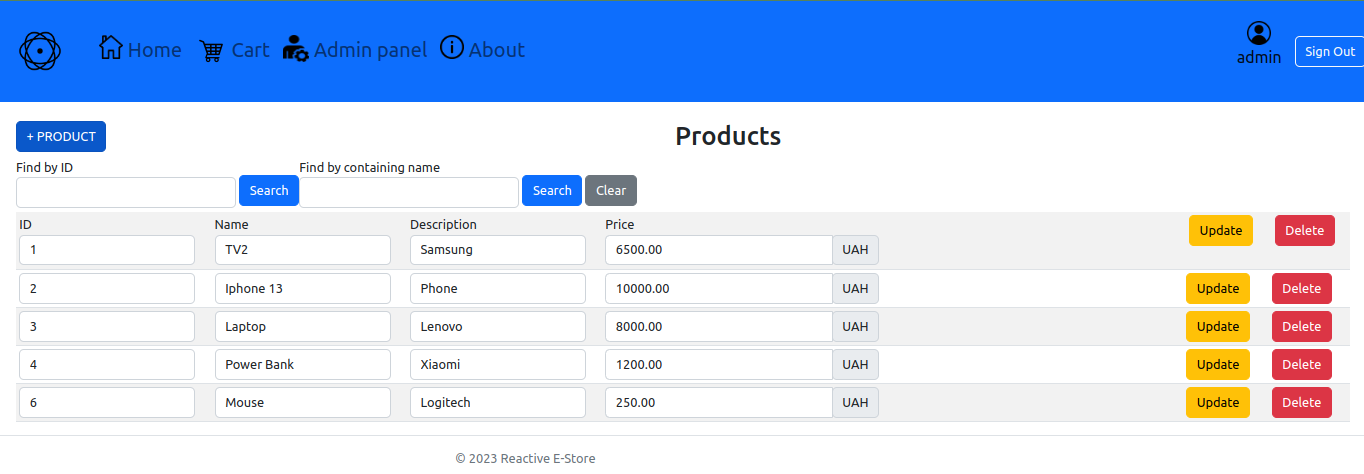 Home Cart Admin panel About admin Sign Out
+ PRODUCT Products
Find by ID Find by containing name
Search Search Clear
ID Name Description Price Update Delete
1 TV2 Samsung 6500.00 UAH
2 Iphone 13 Phone 10000.00 UAH Update Delete
3 Laptop Lenovo 8000.00 UAH Update Delete
4 Power Bank Xiaomi 1200.00 UAH Update Delete
6 Mouse Logitech 250.00 UAH Update Delete
© 2023 Reactive E-Store